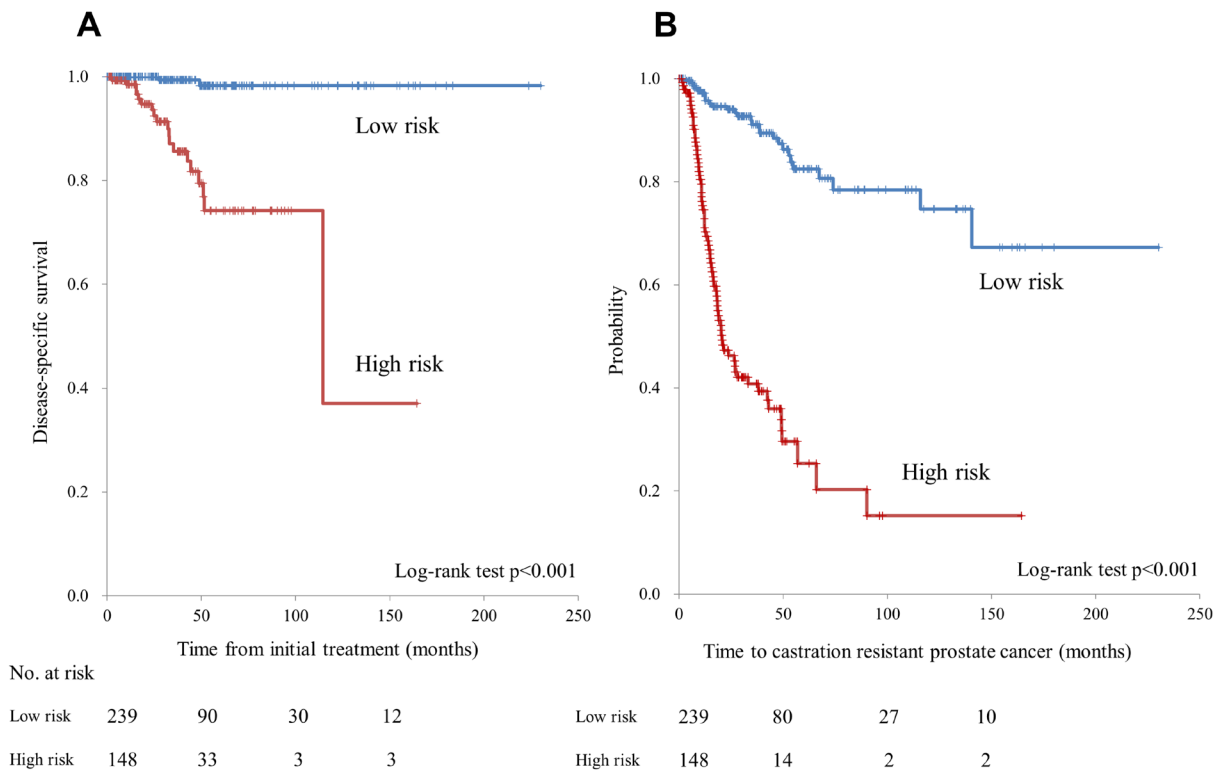 A
B
1.0
0.8
0.6
0.4
0.2
0.0
Disease-specific survival
Low risk
High risk
Log-rank test p<0.001
0 50 100 150 200 250
Time from initial treatment (months)
1.0
0.8
0.6
0.4
0.2
0.0
Probability
Low risk
High risk
Log-rank test p<0.001
0 50 100 150 200 250
Time to castration resistant prostate cancer (months)
No. at risk
Low risk 239 90 30 12
High risk 148 33 3 3
Low risk 239 80 27 10
High risk 148 14 2 2